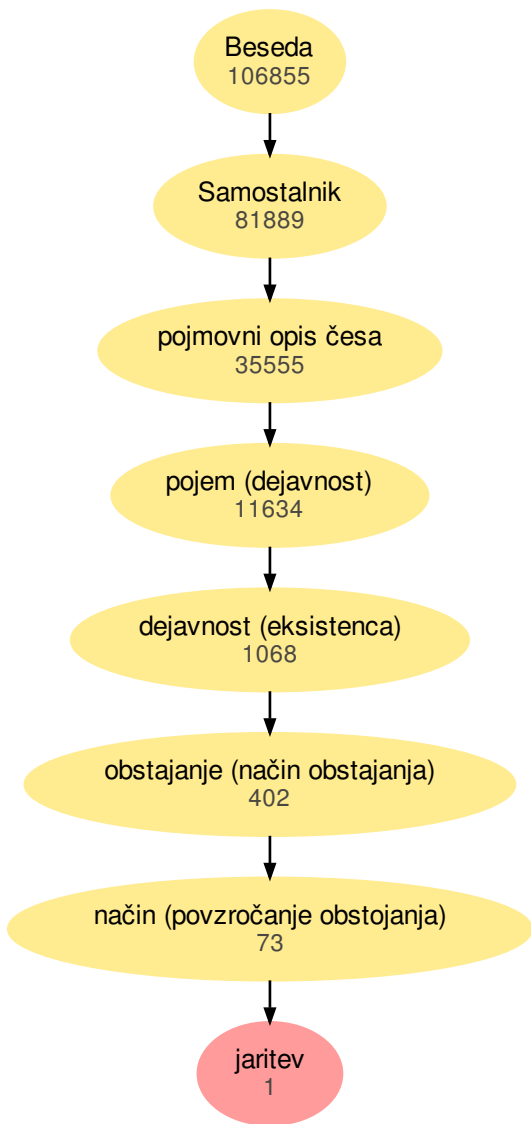 Beseda
106855
Samostalnik
81889
pojmovni opis česa
35555
pojem (dejavnost)
11634
dejavnost (eksistenca)
1068
obstajanje (način obstajanja)
402
način (povzročanje obstojanja)
73
jaritev
1